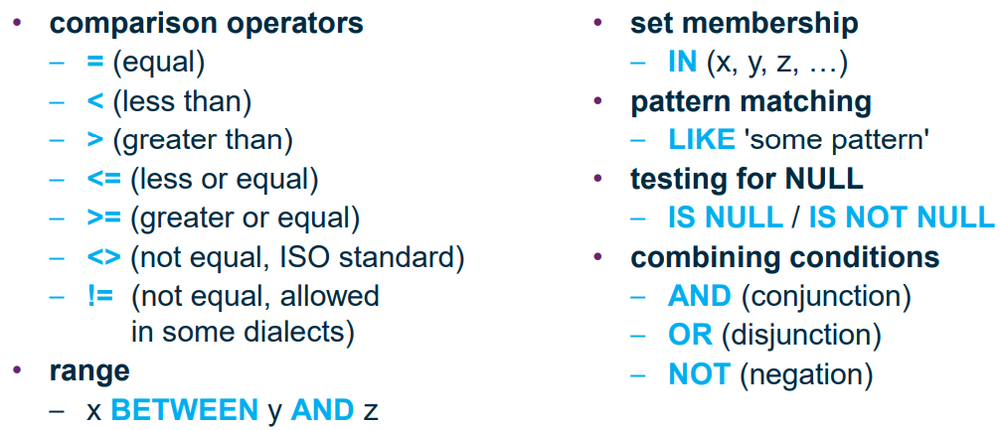 • comparison operators
– = (equal)
– < (less than)
– > (greater than)
– <= (less or equal)
– >= (greater or equal)
– <> (not equal, ISO standard)
– != (not equal, allowed
in some dialects)
• range
– x BETWEEN y AND z
• set membership
– IN (x, y, z, …)
• pattern matching
– LIKE 'some pattern'
• testing for NULL
– IS NULL / IS NOT NULL
• combining conditions
– AND (conjunction)
– OR (disjunction)
– NOT (negation)